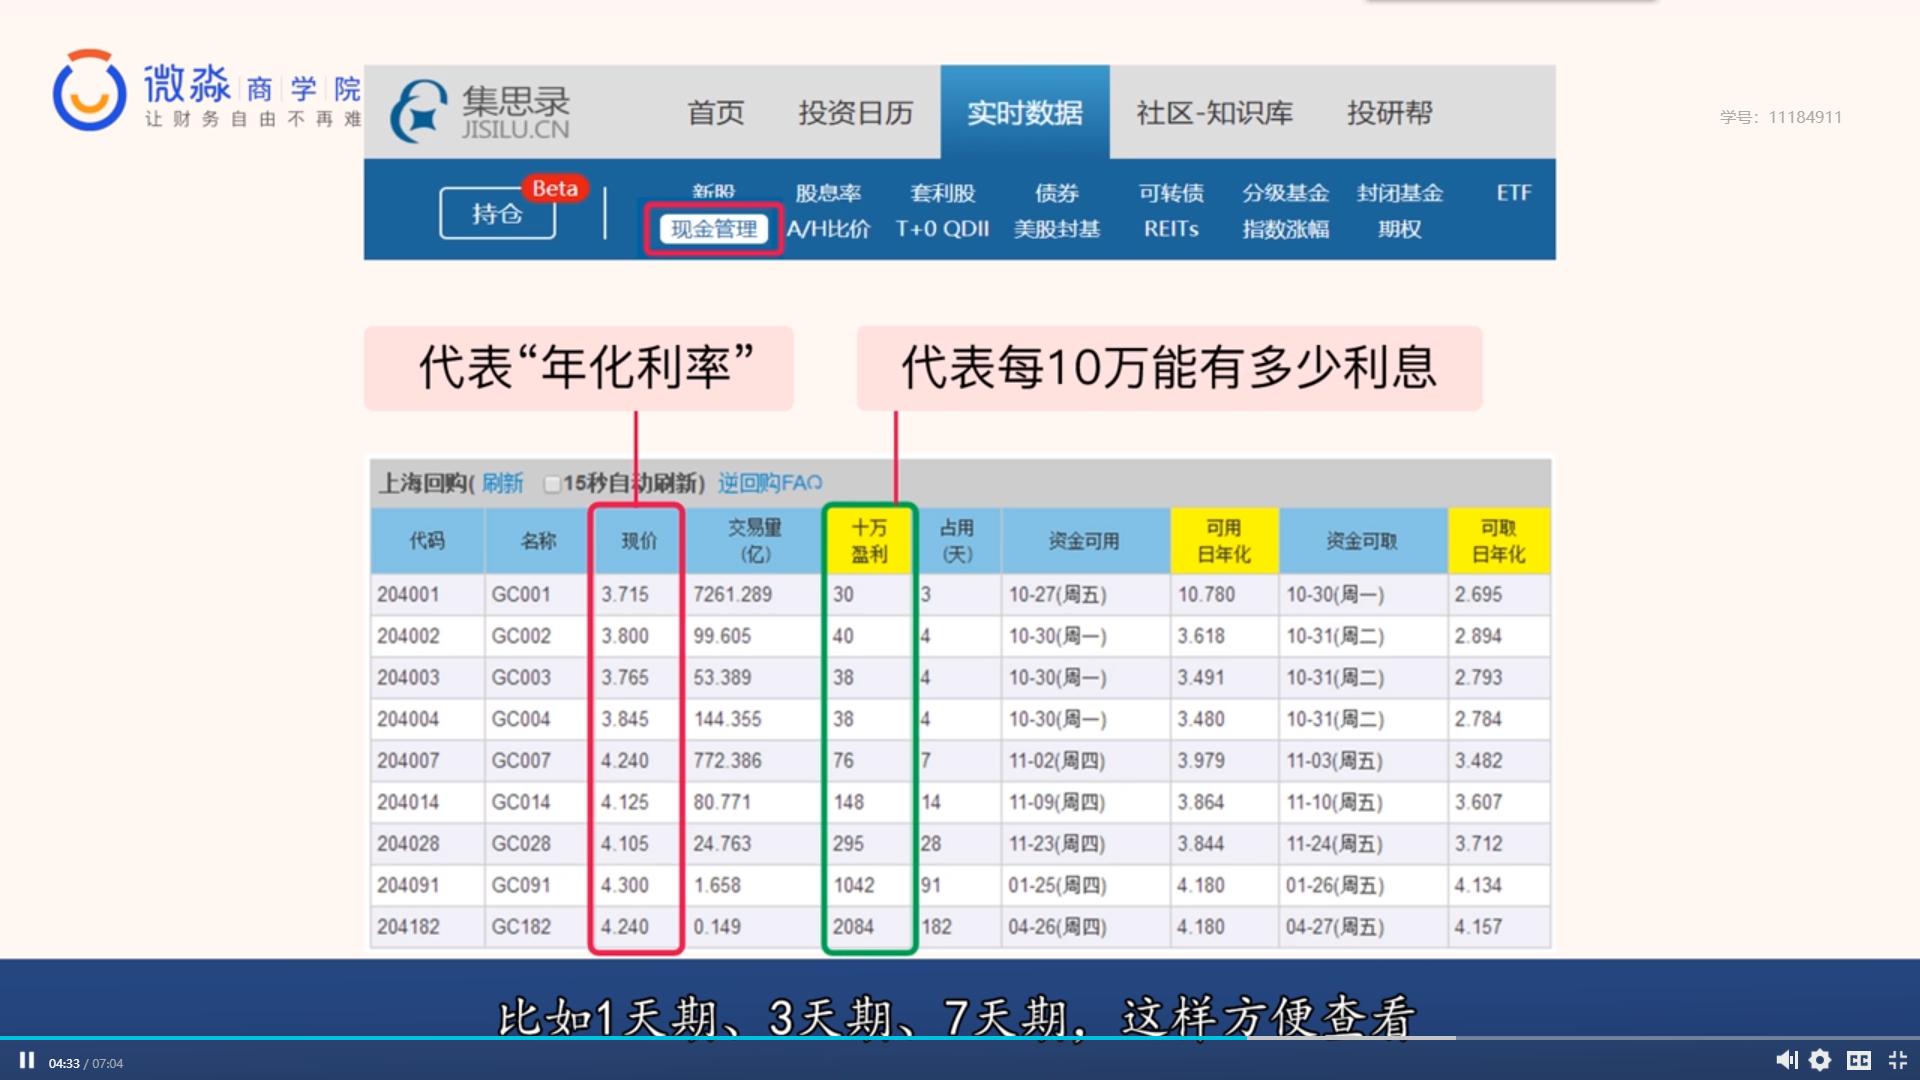 微淼 商 学 院
让财务自由不再难
集思录
JISILU.CN
首页 投资日历 实时数据 社区-知识库 投研帮
学号：11184911
持仓 Beta
新股 股息率 套利股 债券 可转债 分级基金 封闭基金 ETF
现金管理 A/H比价 T+0 QDII 美股封基 REITs 指数涨幅 期权
代表“年化利率” 代表每10万能有多少利息
上海回购( 刷新 15秒自动刷新) 逆回购FAQ
代码 名称 现价 交易量(亿) 十万盈利 占用(天) 资金可用 可用日年化 资金可取 可取日年化
204001 GC001 3.715 7261.289 30 3 10-27(周五) 10.780 10-30(周一) 2.695
204002 GC002 3.800 99.605 40 4 10-30(周一) 3.618 10-31(周二) 2.894
204003 GC003 3.765 53.389 38 4 10-30(周一) 3.491 10-31(周二) 2.793
204004 GC004 3.845 144.355 38 4 10-30(周一) 3.480 10-31(周二) 2.784
204007 GC007 4.240 772.386 76 7 11-02(周四) 3.979 11-03(周五) 3.482
204014 GC014 4.125 80.771 148 14 11-09(周四) 3.864 11-10(周五) 3.607
204028 GC028 4.105 24.763 295 28 11-23(周四) 3.844 11-24(周五) 3.712
204091 GC091 4.300 1.658 1042 91 01-25(周四) 4.180 01-26(周五) 4.134
204182 GC182 4.240 0.149 2084 182 04-26(周四) 4.180 04-27(周五) 4.157
比如1天期、3天期、7天期，这样方便查看
04:33 / 07:04
CC